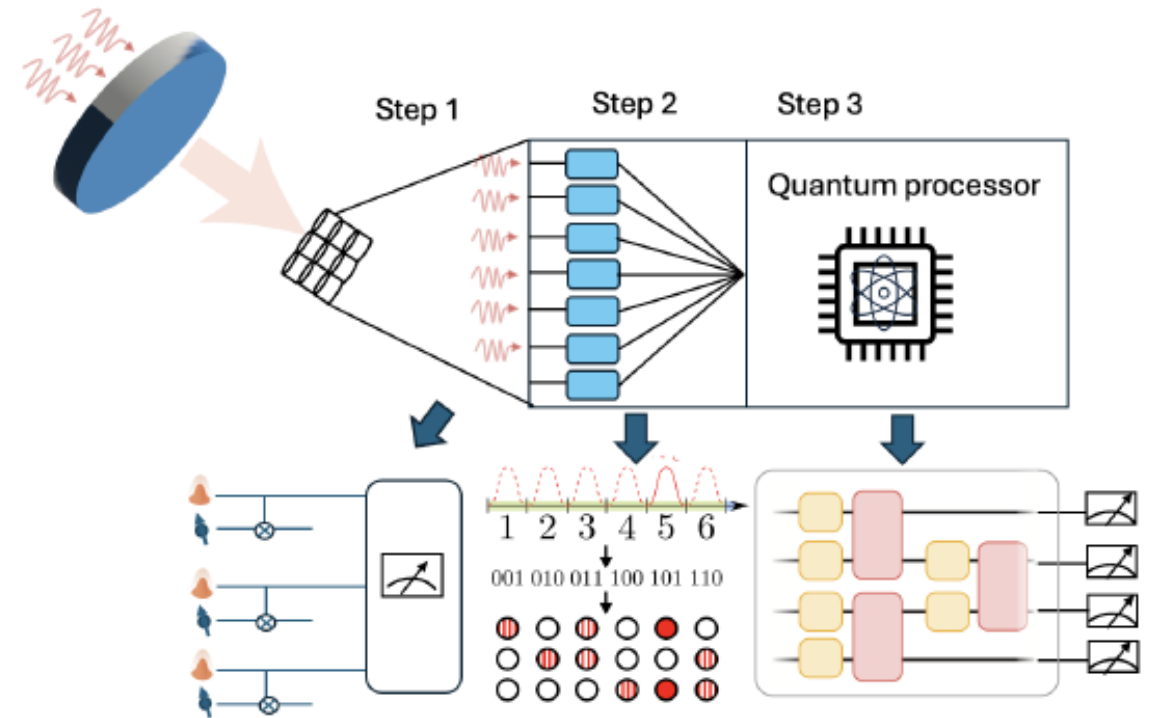 Step 1
Step 2
Step 3
Quantum processor
1 2 3 4 5 6
001 010 011 100 101 110